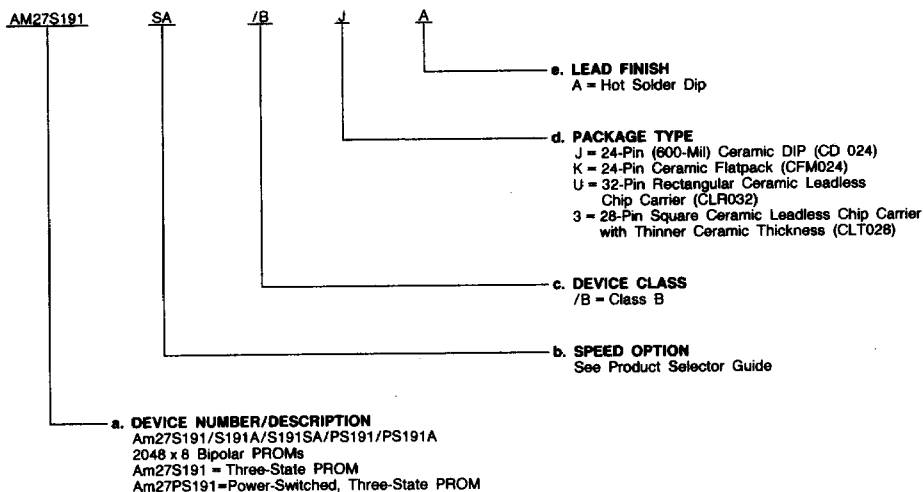 AM27S191 SA /B J A
e. LEAD FINISH
A = Hot Solder Dip
d. PACKAGE TYPE
J = 24-Pin (600-Mil) Ceramic DIP (CD 024)
K = 24-Pin Ceramic Flatpack (CFM024)
U = 32-Pin Rectangular Ceramic Leadless
Chip Carrier (CLR032)
3 = 28-Pin Square Ceramic Leadless Chip Carrier
with Thinner Ceramic Thickness (CLT028)
c. DEVICE CLASS
/B = Class B
b. SPEED OPTION
See Product Selector Guide
a. DEVICE NUMBER/DESCRIPTION
Am27S191/S191A/S191SA/PS191/PS191A
2048 x 8 Bipolar PROMs
Am27S191 = Three-State PROM
Am27PS191=Power-Switched, Three-State PROM